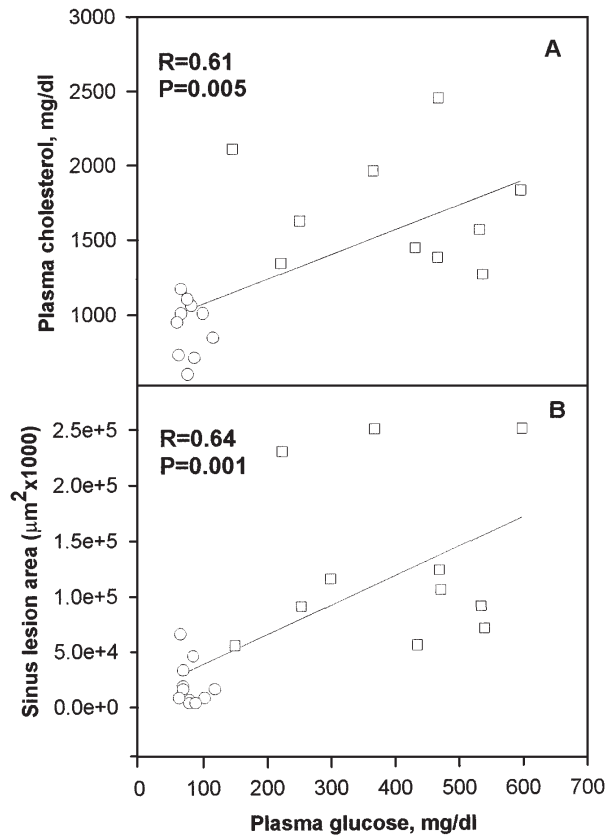 3000
2500
2000
1500
1000
Plasma cholesterol, mg/dl
R=0.61
P=0.005
A
2.5e+5
2.0e+5
1.5e+5
1.0e+5
5.0e+4
0.0e+0
Sinus lesion area (μm²x1000)
R=0.64
P=0.001
B
0 100 200 300 400 500 600 700
Plasma glucose, mg/dl